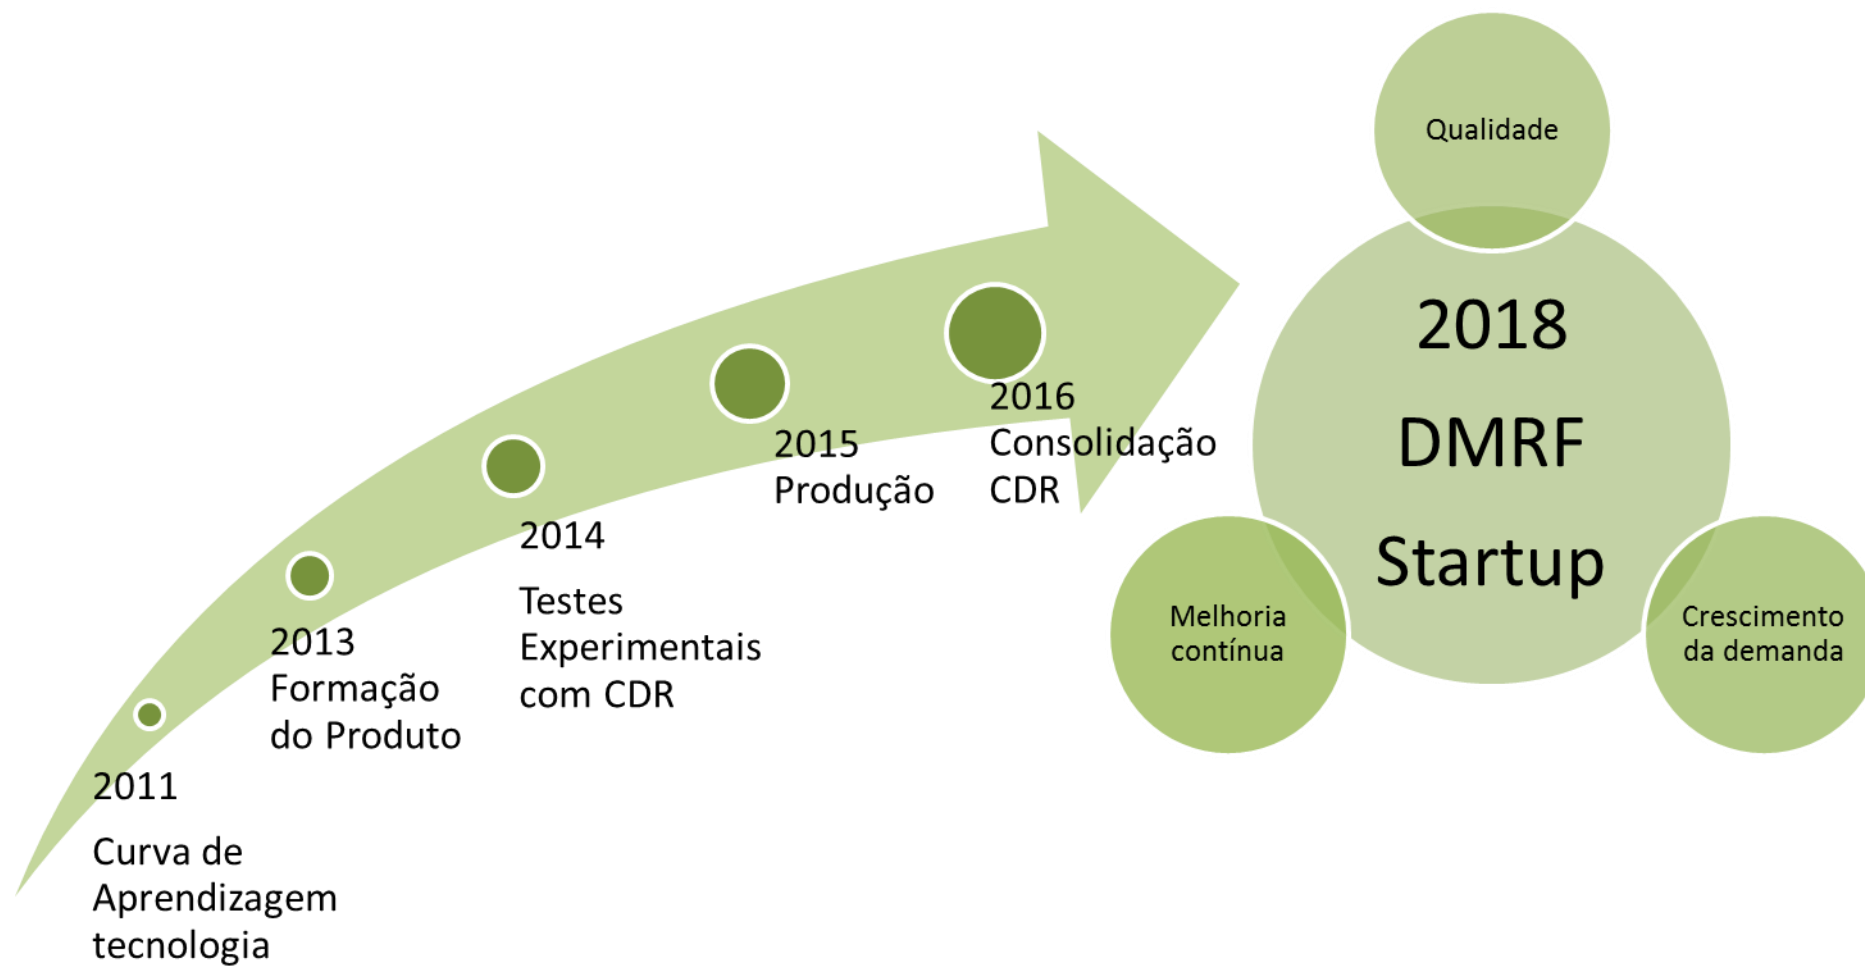 2011
Curva de
Aprendizagem
tecnologia
2013
Formação
do Produto
2014
Testes
Experimentais
com CDR
2015
Produção
2016
Consolidação
CDR
Qualidade
2018
DMRF
Startup
Melhoria
contínua
Crescimento
da demanda